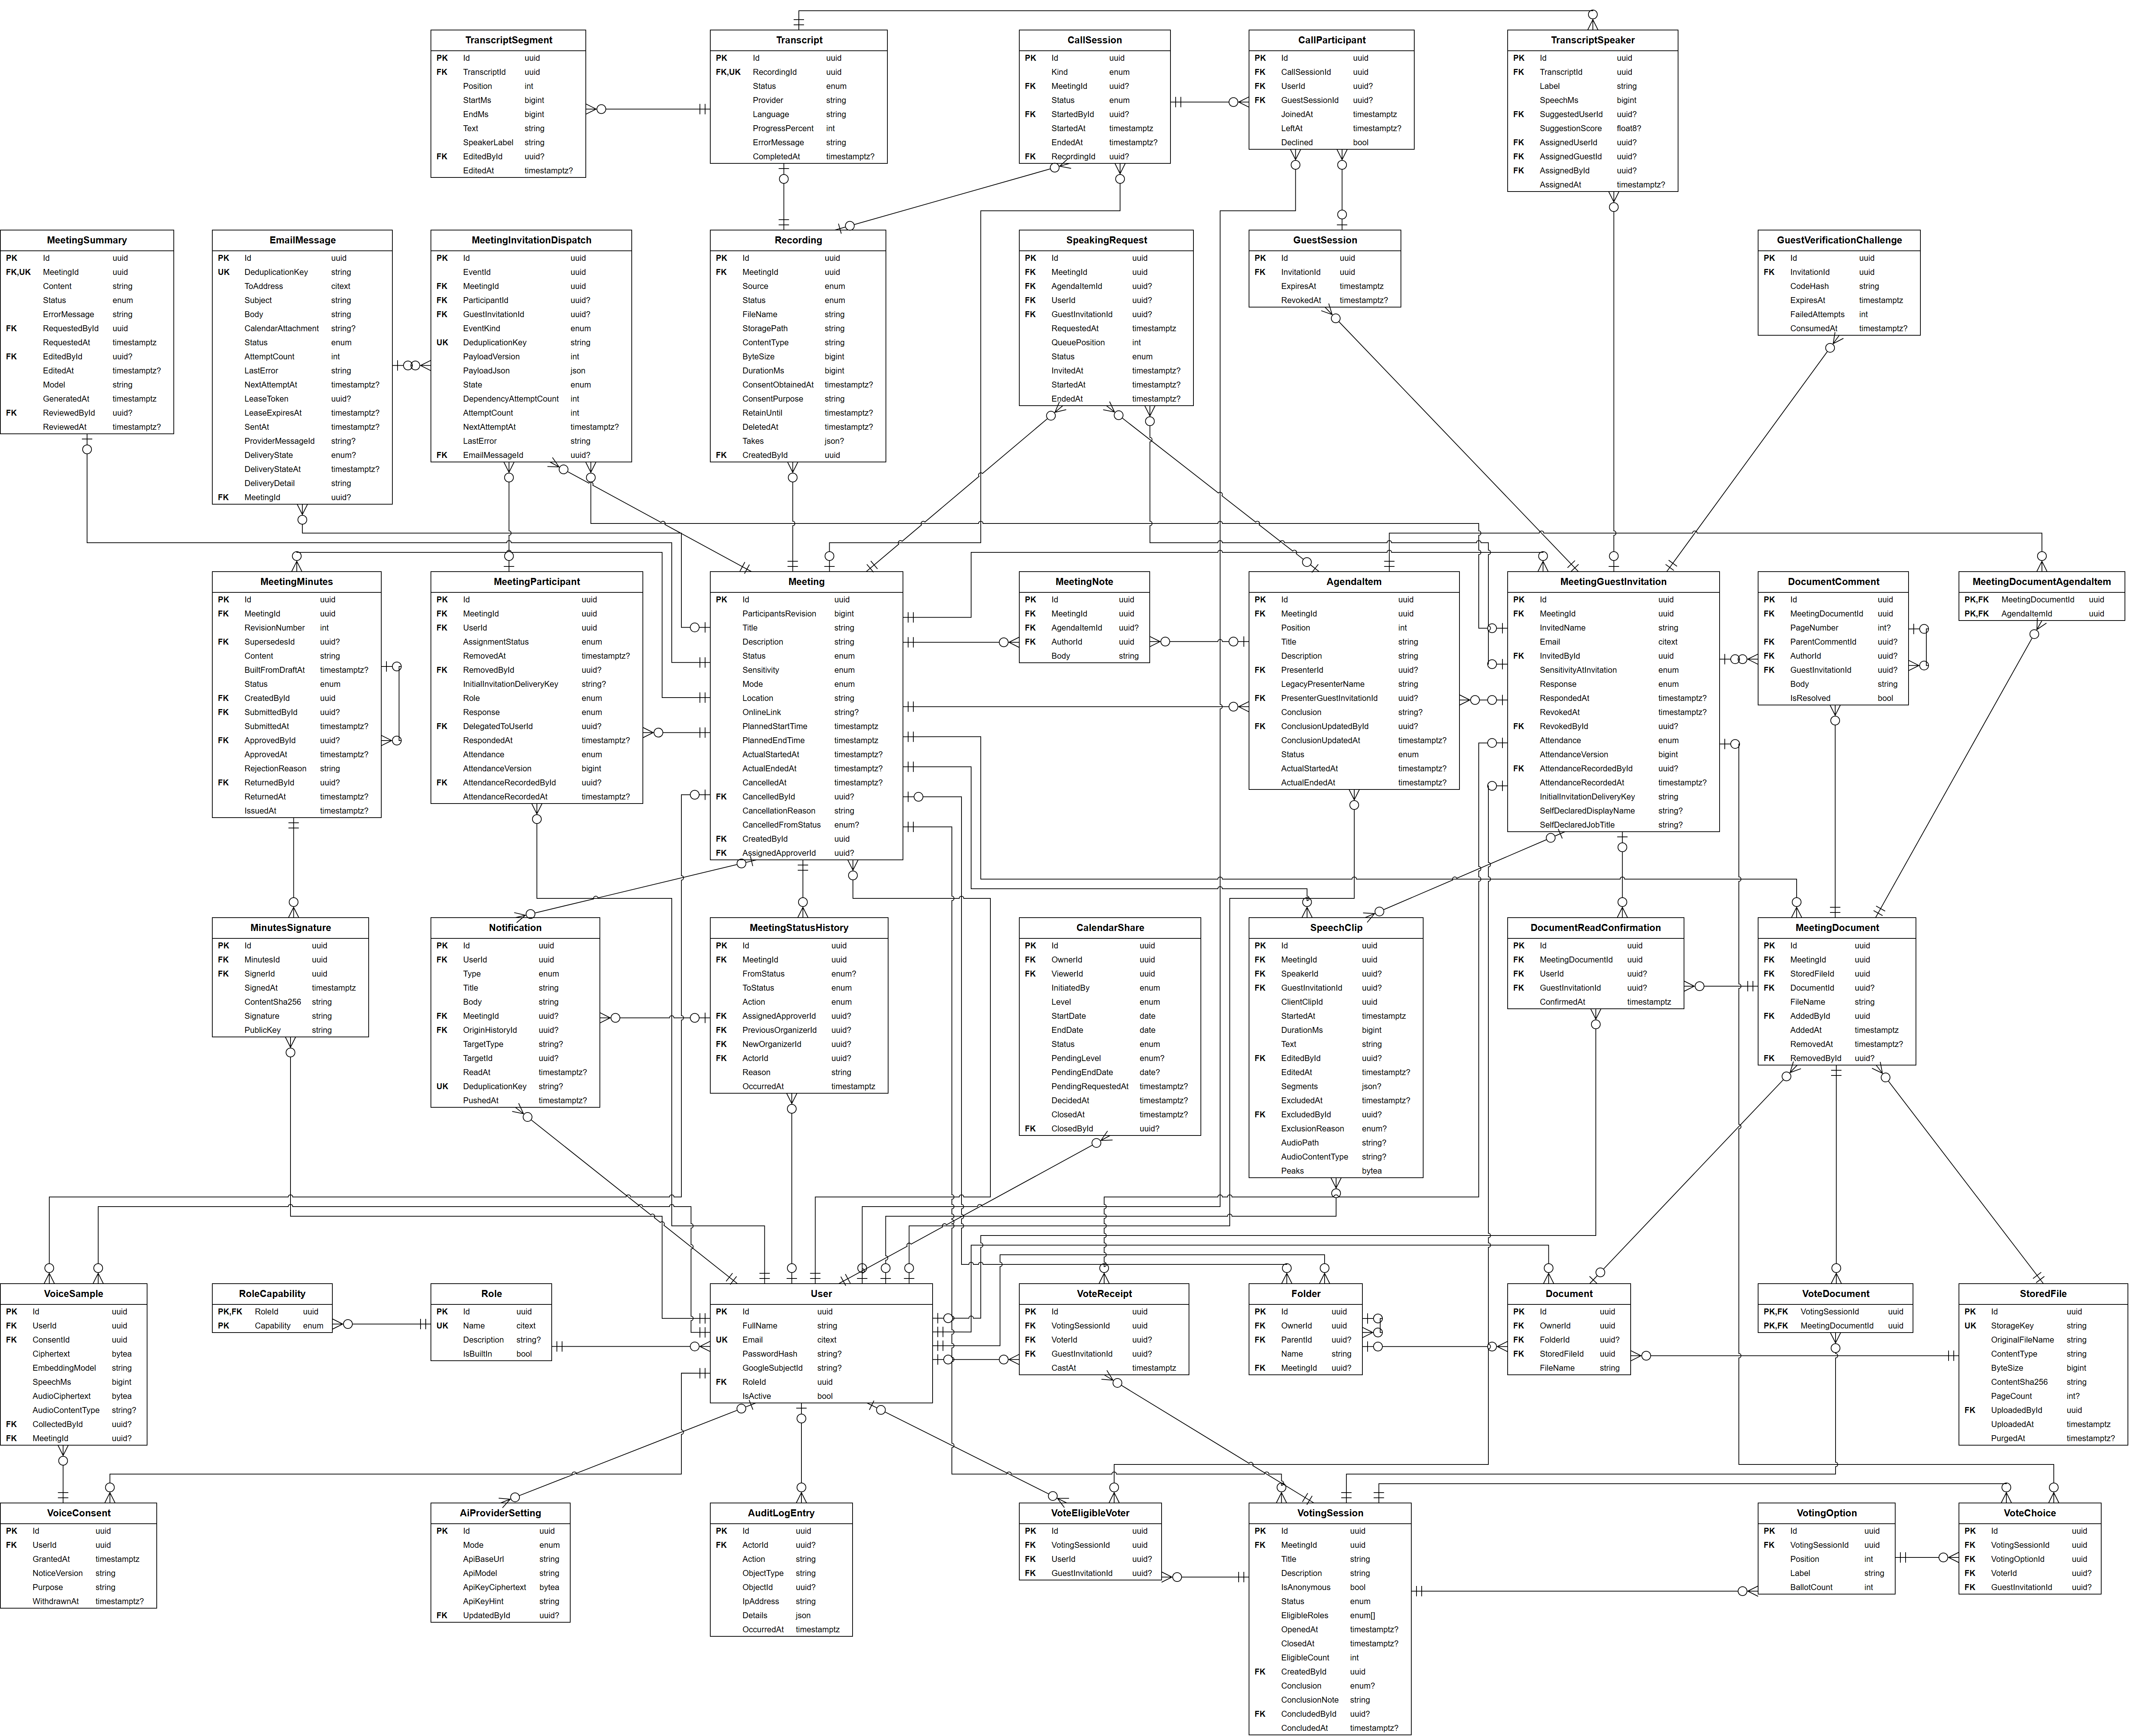 TranscriptSegment
PK Id uuid
FK TranscriptId uuid
Position int
StartMs bigint
EndMs bigint
Text string
SpeakerLabel string
FK EditedById uuid?
EditedAt timestamptz?
Transcript
PK Id uuid
FK,UK RecordingId uuid
Status enum
Provider string
Language string
ProgressPercent int
ErrorMessage string
CompletedAt timestamptz?
CallSession
PK Id uuid
Kind enum
FK MeetingId uuid?
Status enum
FK StartedById uuid?
StartedAt timestamptz
EndedAt timestamptz?
FK RecordingId uuid?
CallParticipant
PK Id uuid
FK CallSessionId uuid
FK UserId uuid?
FK GuestSessionId uuid?
JoinedAt timestamptz
LeftAt timestamptz?
Declined bool
TranscriptSpeaker
PK Id uuid
FK TranscriptId uuid
Label string
SpeechMs bigint
FK SuggestedUserId uuid?
SuggestionScore float8?
FK AssignedUserId uuid?
FK AssignedGuestId uuid?
FK AssignedById uuid?
AssignedAt timestamptz?
MeetingSummary
PK Id uuid
FK,UK MeetingId uuid
Content string
Status enum
ErrorMessage string
FK RequestedById uuid
RequestedAt timestamptz
FK EditedById uuid?
EditedAt timestamptz?
Model string
GeneratedAt timestamptz
FK ReviewedById uuid?
ReviewedAt timestamptz?
EmailMessage
PK Id uuid
UK DeduplicationKey string
ToAddress citext
Subject string
Body string
CalendarAttachment string?
Status enum
AttemptCount int
LastError string
NextAttemptAt timestamptz?
LeaseToken uuid?
LeaseExpiresAt timestamptz?
SentAt timestamptz?
ProviderMessageId string?
DeliveryState enum?
DeliveryStateAt timestamptz?
DeliveryDetail string
FK MeetingId uuid?
MeetingInvitationDispatch
PK Id uuid
EventId uuid
FK MeetingId uuid
FK ParticipantId uuid?
FK GuestInvitationId uuid?
EventKind enum
UK DeduplicationKey string
PayloadVersion int
PayloadJson json
State enum
DependencyAttemptCount int
AttemptCount int
NextAttemptAt timestamptz?
LastError string
FK EmailMessageId uuid?
Recording
PK Id uuid
FK MeetingId uuid
Source enum
Status enum
FileName string
StoragePath string
ContentType string
ByteSize bigint
DurationMs bigint
ConsentObtainedAt timestamptz?
ConsentPurpose string
RetainUntil timestamptz?
DeletedAt timestamptz?
Takes json?
FK CreatedById uuid
SpeakingRequest
PK Id uuid
FK MeetingId uuid
FK AgendaItemId uuid?
FK UserId uuid?
FK GuestInvitationId uuid?
RequestedAt timestamptz
QueuePosition int
Status enum
InvitedAt timestamptz?
StartedAt timestamptz?
EndedAt timestamptz?
GuestSession
PK Id uuid
FK InvitationId uuid
ExpiresAt timestamptz
RevokedAt timestamptz?
GuestVerificationChallenge
PK Id uuid
FK InvitationId uuid
CodeHash string
ExpiresAt timestamptz
FailedAttempts int
ConsumedAt timestamptz?
MeetingMinutes
PK Id uuid
FK MeetingId uuid
RevisionNumber int
FK SupersedesId uuid?
Content string
BuiltFromDraftAt timestamptz?
Status enum
FK CreatedById uuid
FK SubmittedById uuid?
SubmittedAt timestamptz?
FK ApprovedById uuid?
ApprovedAt timestamptz?
RejectionReason string
FK ReturnedById uuid?
ReturnedAt timestamptz?
IssuedAt timestamptz?
MeetingParticipant
PK Id uuid
FK MeetingId uuid
FK UserId uuid
AssignmentStatus enum
RemovedAt timestamptz?
FK RemovedById uuid?
InitialInvitationDeliveryKey string?
Role enum
Response enum
FK DelegatedToUserId uuid?
RespondedAt timestamptz?
Attendance enum
AttendanceVersion bigint
FK AttendanceRecordedById uuid?
AttendanceRecordedAt timestamptz?
Meeting
PK Id uuid
ParticipantsRevision bigint
Title string
Description string
Status enum
Sensitivity enum
Mode enum
Location string
OnlineLink string?
PlannedStartTime timestamptz
PlannedEndTime timestamptz
ActualStartedAt timestamptz?
ActualEndedAt timestamptz?
CancelledAt timestamptz?
FK CancelledById uuid?
CancellationReason string
CancelledFromStatus enum?
FK CreatedById uuid
FK AssignedApproverId uuid?
MeetingNote
PK Id uuid
FK MeetingId uuid
FK AgendaItemId uuid?
FK AuthorId uuid
Body string
AgendaItem
PK Id uuid
FK MeetingId uuid
Position int
Title string
Description string
FK PresenterId uuid?
LegacyPresenterName string
FK PresenterGuestInvitationId uuid?
Conclusion string?
FK ConclusionUpdatedById uuid?
ConclusionUpdatedAt timestamptz?
Status enum
ActualStartedAt timestamptz?
ActualEndedAt timestamptz?
MeetingGuestInvitation
PK Id uuid
FK MeetingId uuid
InvitedName string
Email citext
FK InvitedById uuid
SensitivityAtInvitation enum
Response enum
RespondedAt timestamptz?
RevokedAt timestamptz?
FK RevokedById uuid?
Attendance enum
AttendanceVersion bigint
FK AttendanceRecordedById uuid?
AttendanceRecordedAt timestamptz?
InitialInvitationDeliveryKey string
SelfDeclaredDisplayName string?
SelfDeclaredJobTitle string?
DocumentComment
PK Id uuid
FK MeetingDocumentId uuid
PageNumber int?
FK ParentCommentId uuid?
FK AuthorId uuid?
FK GuestInvitationId uuid?
Body string
IsResolved bool
MeetingDocumentAgendaItem
PK,FK MeetingDocumentId uuid
PK,FK AgendaItemId uuid
MinutesSignature
PK Id uuid
FK MinutesId uuid
FK SignerId uuid
SignedAt timestamptz
ContentSha256 string
Signature string
PublicKey string
Notification
PK Id uuid
FK UserId uuid
Type enum
Title string
Body string
FK MeetingId uuid?
FK OriginHistoryId uuid?
TargetType string?
TargetId uuid?
ReadAt timestamptz?
UK DeduplicationKey string?
PushedAt timestamptz?
MeetingStatusHistory
PK Id uuid
FK MeetingId uuid
FromStatus enum?
ToStatus enum
Action enum
FK AssignedApproverId uuid?
FK PreviousOrganizerId uuid?
FK NewOrganizerId uuid?
FK ActorId uuid?
Reason string
OccurredAt timestamptz
CalendarShare
PK Id uuid
FK OwnerId uuid
FK ViewerId uuid
InitiatedBy enum
Level enum
StartDate date
EndDate date
Status enum
PendingLevel enum?
PendingEndDate date?
PendingRequestedAt timestamptz?
DecidedAt timestamptz?
ClosedAt timestamptz?
FK ClosedById uuid?
SpeechClip
PK Id uuid
FK MeetingId uuid
FK SpeakerId uuid?
FK GuestInvitationId uuid?
ClientClipId uuid
StartedAt timestamptz
DurationMs bigint
Text string
FK EditedById uuid?
EditedAt timestamptz?
Segments json?
ExcludedAt timestamptz?
FK ExcludedById uuid?
ExclusionReason enum?
AudioPath string?
AudioContentType string?
Peaks bytea
DocumentReadConfirmation
PK Id uuid
FK MeetingDocumentId uuid
FK UserId uuid?
FK GuestInvitationId uuid?
ConfirmedAt timestamptz
MeetingDocument
PK Id uuid
FK MeetingId uuid
FK StoredFileId uuid
FK DocumentId uuid?
FileName string
FK AddedById uuid
AddedAt timestamptz
RemovedAt timestamptz?
FK RemovedById uuid?
VoiceSample
PK Id uuid
FK UserId uuid
FK ConsentId uuid
Ciphertext bytea
EmbeddingModel string
SpeechMs bigint
AudioCiphertext bytea
AudioContentType string?
FK CollectedById uuid?
FK MeetingId uuid?
RoleCapability
PK,FK RoleId uuid
PK Capability enum
Role
PK Id uuid
UK Name citext
Description string?
IsBuiltIn bool
User
PK Id uuid
FullName string
UK Email citext
PasswordHash string?
GoogleSubjectId string?
FK RoleId uuid
IsActive bool
VoteReceipt
PK Id uuid
FK VotingSessionId uuid
FK VoterId uuid?
FK GuestInvitationId uuid?
CastAt timestamptz
Folder
PK Id uuid
FK OwnerId uuid
FK ParentId uuid?
Name string
FK MeetingId uuid?
Document
PK Id uuid
FK OwnerId uuid
FK FolderId uuid?
FK StoredFileId uuid
FileName string
VoteDocument
PK,FK VotingSessionId uuid
PK,FK MeetingDocumentId uuid
StoredFile
PK Id uuid
UK StorageKey string
OriginalFileName string
ContentType string
ByteSize bigint
ContentSha256 string
PageCount int?
FK UploadedById uuid
UploadedAt timestamptz
PurgedAt timestamptz?
VoiceConsent
PK Id uuid
FK UserId uuid
GrantedAt timestamptz
NoticeVersion string
Purpose string
WithdrawnAt timestamptz?
AiProviderSetting
PK Id uuid
Mode enum
ApiBaseUrl string
ApiModel string
ApiKeyCiphertext bytea
ApiKeyHint string
FK UpdatedById uuid?
AuditLogEntry
PK Id uuid
FK ActorId uuid?
Action string
ObjectType string
ObjectId uuid?
IpAddress string
Details json
OccurredAt timestamptz
VoteEligibleVoter
PK Id uuid
FK VotingSessionId uuid
FK UserId uuid?
FK GuestInvitationId uuid?
VotingSession
PK Id uuid
FK MeetingId uuid
Title string
Description string
IsAnonymous bool
Status enum
EligibleRoles enum[]
OpenedAt timestamptz?
ClosedAt timestamptz?
EligibleCount int
FK CreatedById uuid
Conclusion enum?
ConclusionNote string
FK ConcludedById uuid?
ConcludedAt timestamptz?
VotingOption
PK Id uuid
FK VotingSessionId uuid
Position int
Label string
BallotCount int
VoteChoice
PK Id uuid
FK VotingSessionId uuid
FK VotingOptionId uuid
FK VoterId uuid?
FK GuestInvitationId uuid?